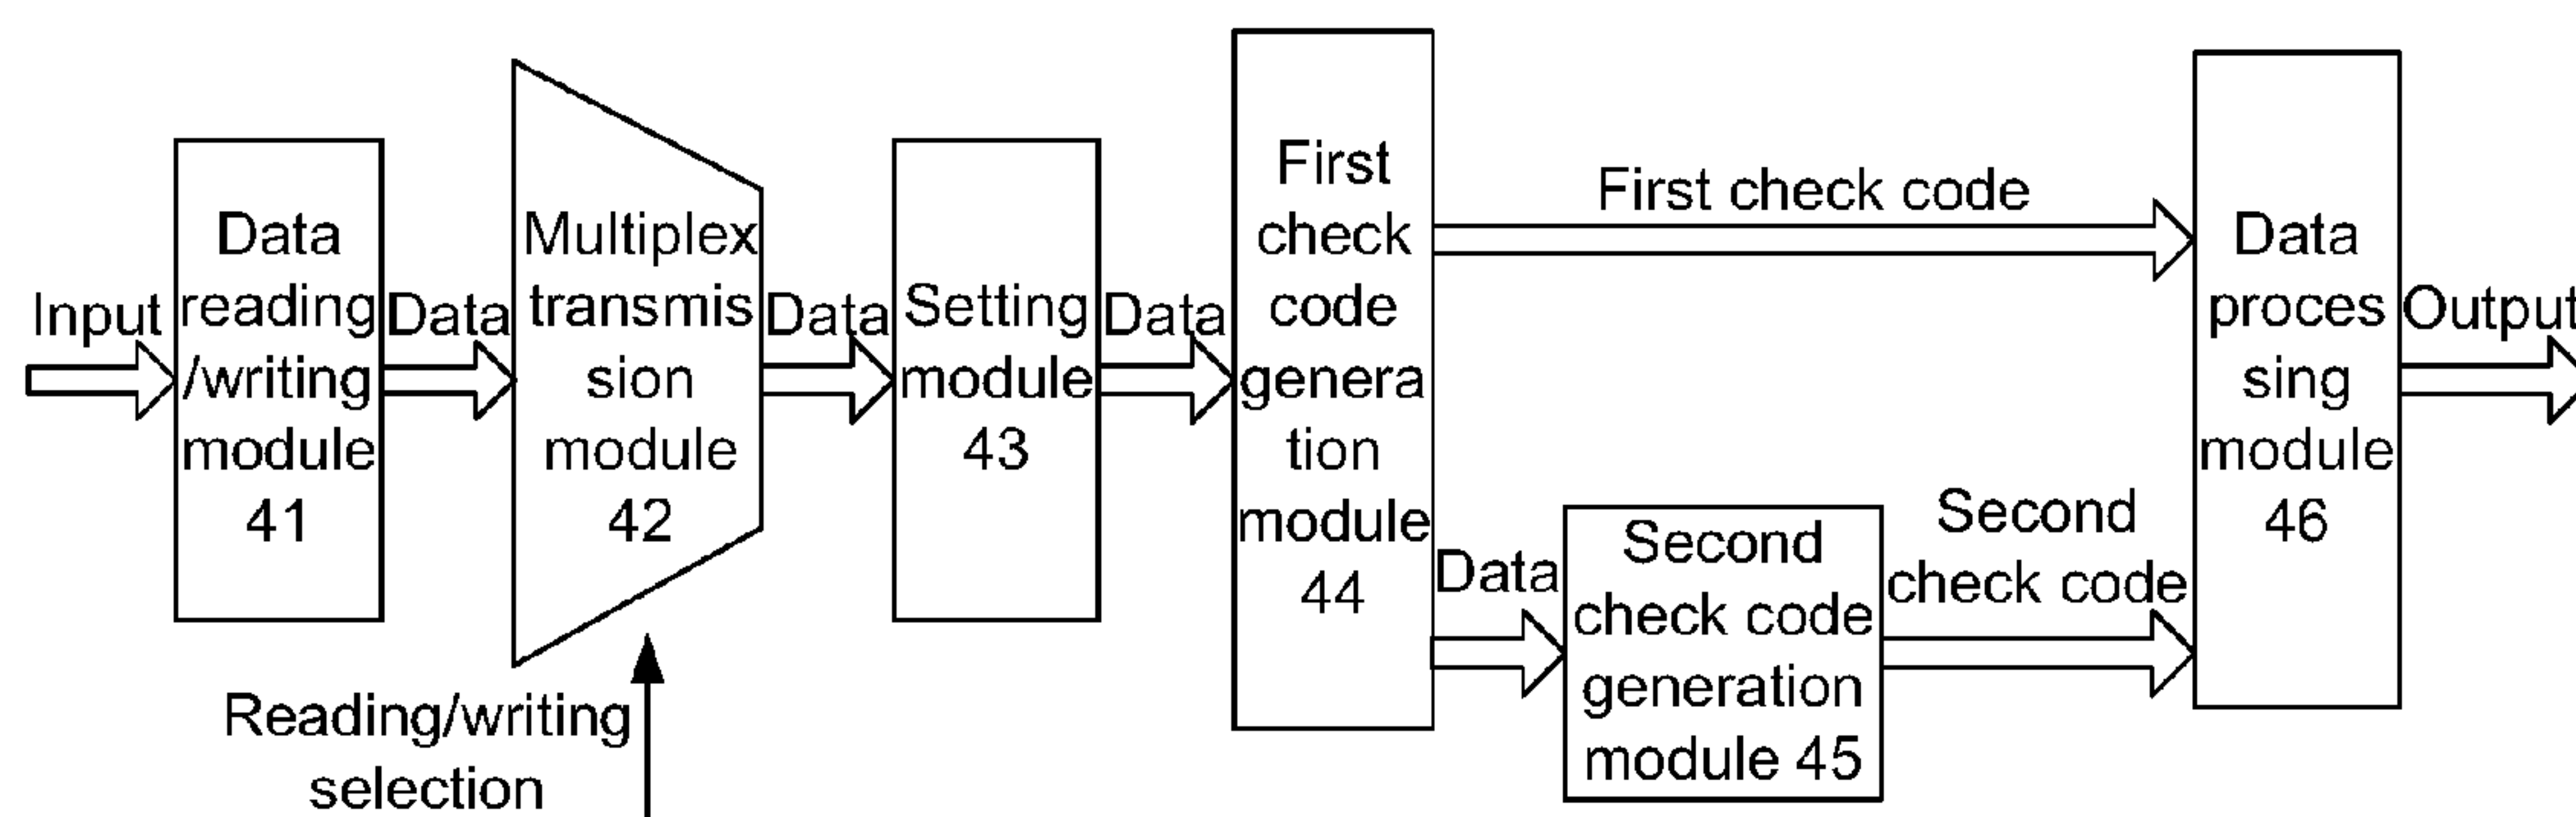 Input
Data
reading
/writing
module
41
Data
Multiplex
transmis
sion
module
42
Reading/writing
selection
Data
Setting
module
43
Data
First
check
code
genera
tion
module
44
First check code
Data
Second
check code
generation
module 45
Second
check code
Data
proces
sing
module
46
Output